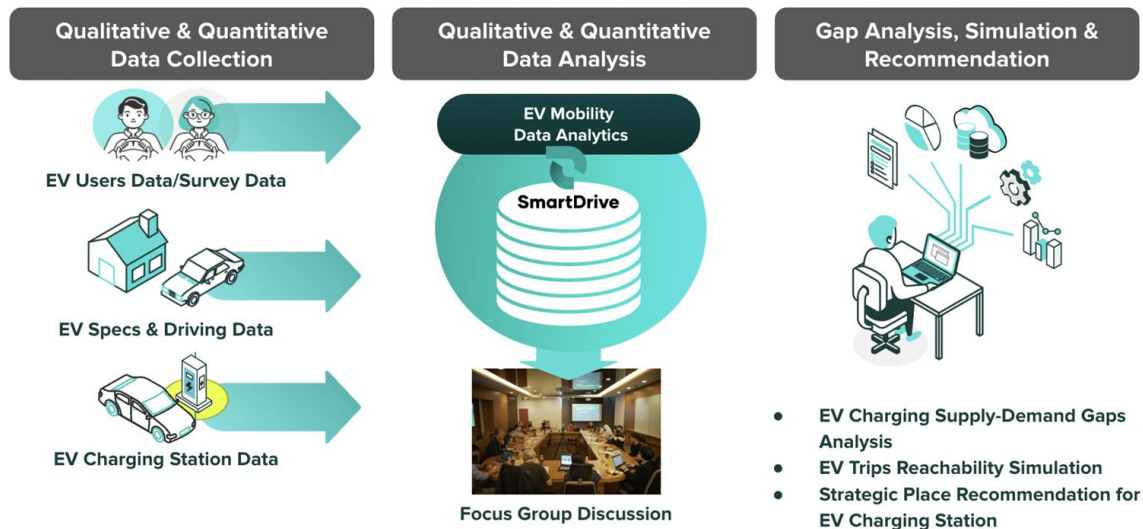 Qualitative & Quantitative
Data Collection
EV Users Data/Survey Data
EV Specs & Driving Data
EV Charging Station Data
Qualitative & Quantitative
Data Analysis
EV Mobility
Data Analytics
SmartDrive
Focus Group Discussion
Gap Analysis, Simulation &
Recommendation
● EV Charging Supply-Demand Gaps
Analysis
● EV Trips Reachability Simulation
● Strategic Place Recommendation for
EV Charging Station